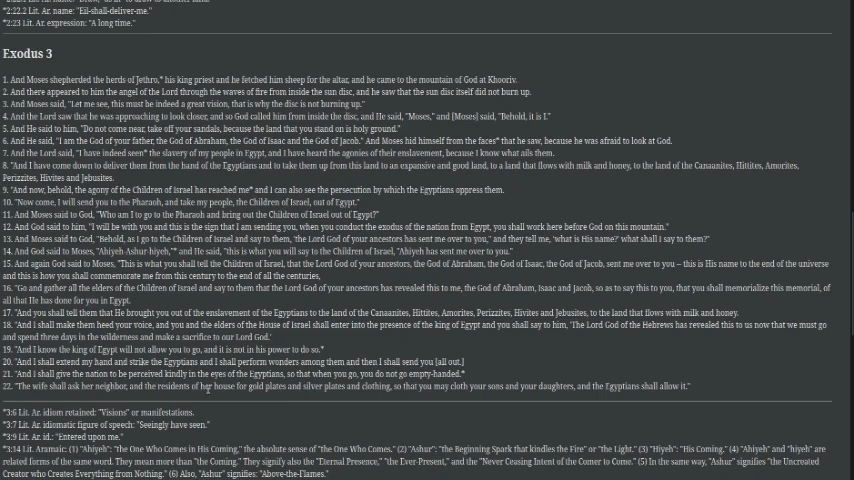 *2:22.2 Lit. Ar. name: "Eil-shall-deliver-me."
*2:23 Lit. Ar. expression: "A long time."
Exodus 3
1. And Moses shepherded the herds of Jethro,* his king priest and he fetched him sheep for the altar, and he came to the mountain of God at Khooriv.
2. And there appeared to him the angel of the Lord through the waves of fire from inside the sun disc, and he saw that the sun disc itself did not burn up.
3. And Moses said, "Let me see, this must be indeed a great vision, that is why the disc is not burning up."
4. And the Lord saw that he was approaching to look closer, and so God called him from inside the disc, and He said, "Moses," and [Moses] said, "Behold, it is I."
5. And He said to him, "Do not come near, take off your sandals, because the land that you stand on is holy ground."
6. And He said, "I am the God of your father, the God of Abraham, the God of Isaac and the God of Jacob." And Moses hid himself from the faces* that he saw, because he was afraid to look at God.
7. And the Lord said, "I have indeed seen* the slavery of my people in Egypt, and I have heard the agonies of their enslavement, because I know what ails them.
8. "And I have come down to deliver them from the hand of the Egyptians and to take them up from this land to an expansive and good land, to a land that flows with milk and honey, to the land of the Canaanites, Hittites, Amorites,
Perizzites, Hivites and Jebusites.
9. "And now, behold, the agony of the Children of Israel has reached me* and I can also see the persecution by which the Egyptians oppress them.
10. "Now come, I will send you to the Pharaoh, and take my people, the Children of Israel, out of Egypt."
11. And Moses said to God, "Who am I to go to the Pharaoh and bring out the Children of Israel out of Egypt?"
12. And God said to him, "I will be with you and this is the sign that I am sending you, when you conduct the exodus of the nation from Egypt, you shall work here before God on this mountain."
13. And Moses said to God, "Behold, as I go to the Children of Israel and say to them, 'the Lord God of your ancestors has sent me over to you,' and they tell me, 'what is His name?' what shall I say to them?"
14. And God said to Moses, "Ahiyeh-Ashur-hiyeh,"* and He said, "this is what you will say to the Children of Israel, "Ahiyeh has sent me over to you."
15. And again God said to Moses, "This is what you shall tell the Children of Israel, that the Lord God of your ancestors, the God of Abraham, the God of Isaac, the God of Jacob, sent me over to you – this is His name to the end of the universe
and this is how you shall commemorate me from this century to the end of all the centuries,
16. "Go and gather all the elders of the Children of Israel and say to them that the Lord God of your ancestors has revealed this to me, the God of Abraham, Isaac and Jacob, so as to say this to you, that you shall memorialize this memorial, of
all that He has done for you in Egypt.
17. "And you shall tell them that He brought you out of the enslavement of the Egyptians to the land of the Canaanites, Hittites, Amorites, Perizzites, Hivites and Jebusites, to the land that flows with milk and honey.
18. "And I shall make them heed your voice, and you and the elders of the House of Israel shall enter into the presence of the king of Egypt and you shall say to him, 'The Lord God of the Hebrews has revealed this to us now that we must go
and spend three days in the wilderness and make a sacrifice to our Lord God.'
19. "And I know the king of Egypt will not allow you to go, and it is not in his power to do so.*
20. "And I shall extend my hand and strike the Egyptians and I shall perform wonders among them and then I shall send you [all out.]
21. "And I shall give the nation to be perceived kindly in the eyes of the Egyptians, so that when you go, you do not go empty-handed.*
22. "The wife shall ask her neighbor, and the residents of her house for gold plates and silver plates and clothing, so that you may cloth your sons and your daughters, and the Egyptians shall allow it."
*3:6 Lit. Ar. idiom retained: "Visions" or manifestations.
*3:7 Lit. Ar. idiomatic figure of speech: "Seeingly have seen."
*3:9 Lit. Ar. id.: "Entered upon me."
*3:14 Lit. Aramaic: (1) "Ahiyeh": "the One Who Comes in His Coming," the absolute sense of "the One Who Comes." (2) "Ashur": "the Beginning Spark that kindles the Fire" or "the Light." (3) "Hiyeh": "His Coming." (4) "Ahiyeh" and "hiyeh" are
related forms of the same word. They mean more than "the Coming." They signify also the "Eternal Presence," "the Ever-Present," and the "Never Ceasing Intent of the Comer to Come." (5) In the same way, "Ashur" signifies "the Uncreated
Creator who Creates Everything from Nothing." (6) Also, "Ashur" signifies: "Above-the-Flames."